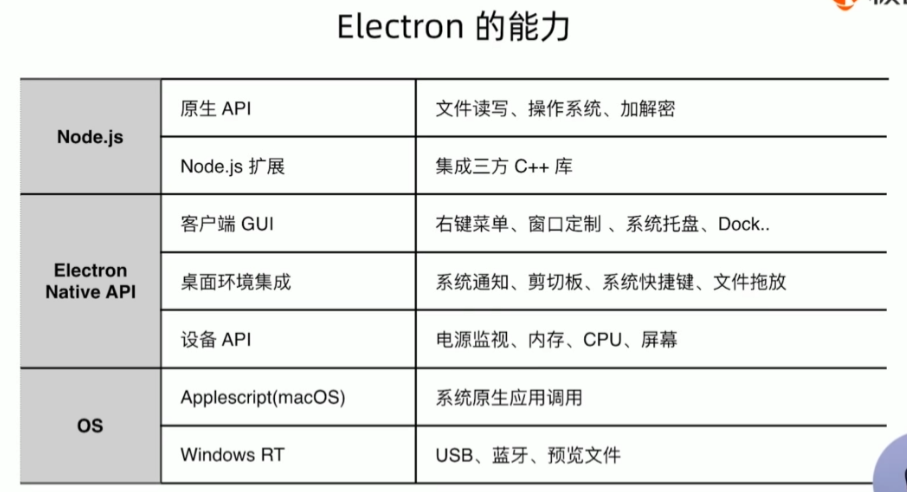 Electron 的能力
Node.js
原生 API
文件读写、操作系统、加解密
Node.js 扩展
集成三方 C++ 库
Electron
Native API
客户端 GUI
右键菜单、窗口定制 、系统托盘、Dock..
桌面环境集成
系统通知、剪切板、系统快捷键、文件拖放
设备 API
电源监视、内存、CPU、屏幕
OS
Applescript(macOS)
系统原生应用调用
Windows RT
USB、蓝牙、预览文件